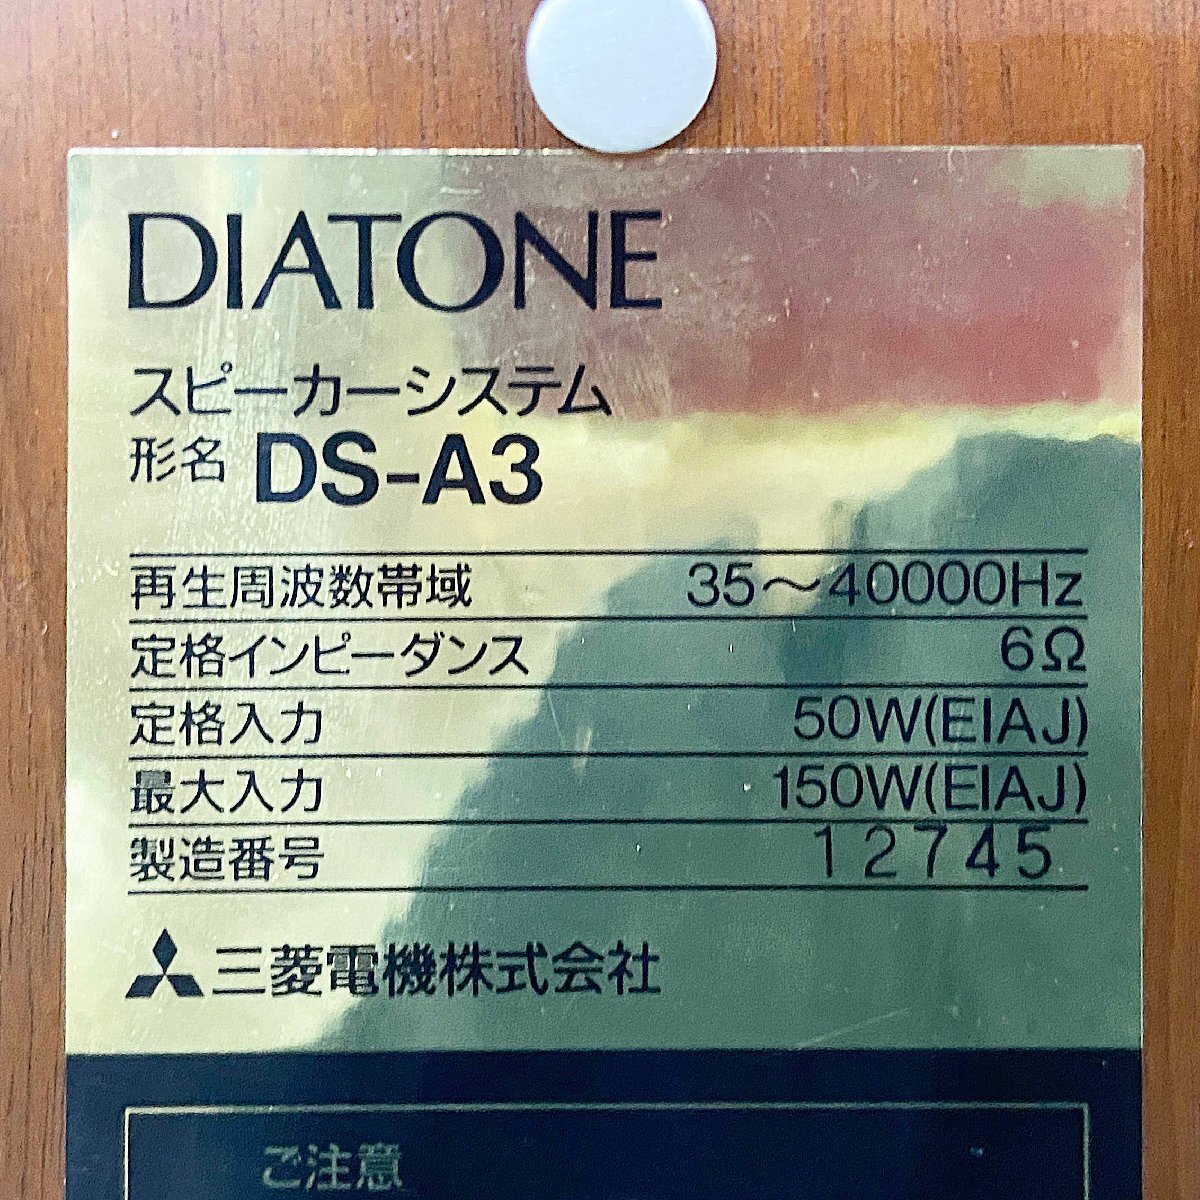 DIATONE
スピーカーシステム
形名 DS-A3
再生周波数帯域 35～40000Hz
定格インピーダンス 6Ω
定格入力 50W(EIAJ)
最大入力 150W(EIAJ)
製造番号 12745
三菱電機株式会社
ご注意